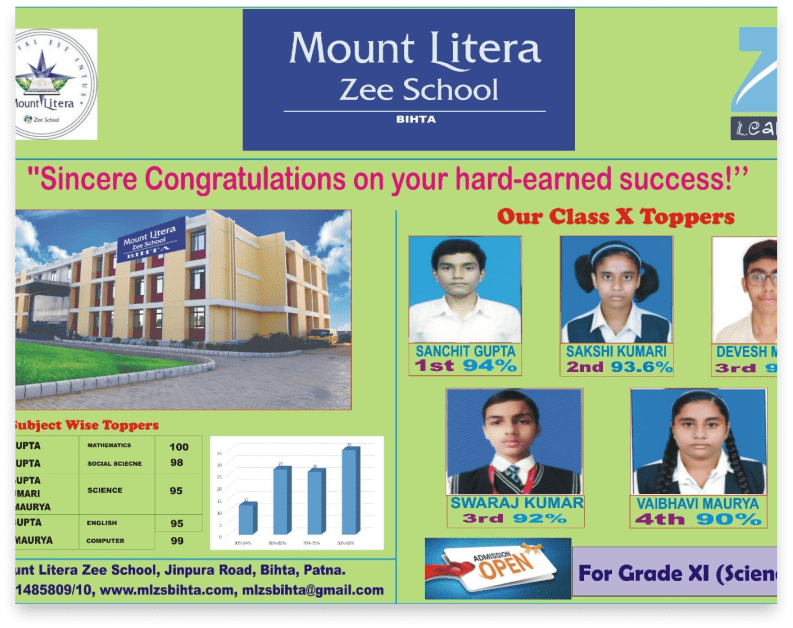 Mount Litera
Zee School
BIHTA
Mount Litera
Zee School
"Sincere Congratulations on your hard-earned success!''
Mount Litera
Zee School
BIHTA
Our Class X Toppers
SANCHIT GUPTA
1st 94%
SAKSHI KUMARI
2nd 93.6%
DEVESH
3rd
SWARAJ KUMAR
3rd 92%
VAIBHAVI MAURYA
4th 90%
Subject Wise Toppers
UPTA MATHEMATICS 100
UPTA SOCIAL SCIECNE 98
UPTA
MARI SCIENCE 95
MAURYA
UPTA ENGLISH 95
MAURYA COMPUTER 99
unt Litera Zee School, Jinpura Road, Bihta, Patna.
1485809/10, www.mlzsbihta.com, mlzsbihta@gmail.com
ADMISSION
OPEN
For Grade XI (Scien